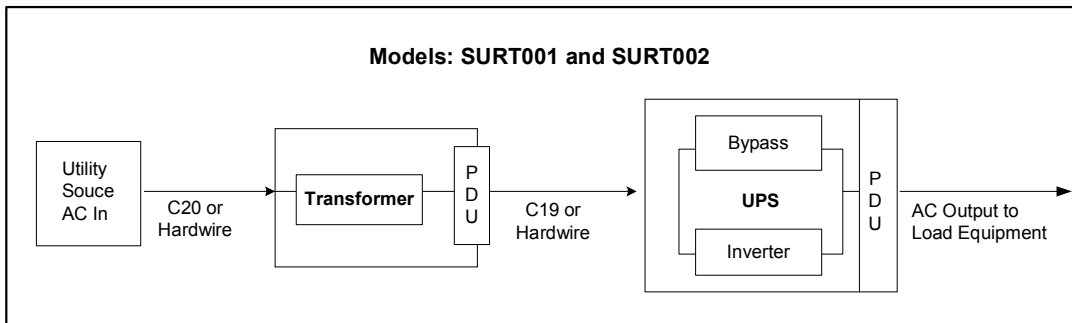 Models: SURT001 and SURT002
Utility
Souce
AC In
C20 or
Hardwire
Transformer
P
D
U
C19 or
Hardwire
Bypass
UPS
Inverter
P
D
U
AC Output to
Load Equipment